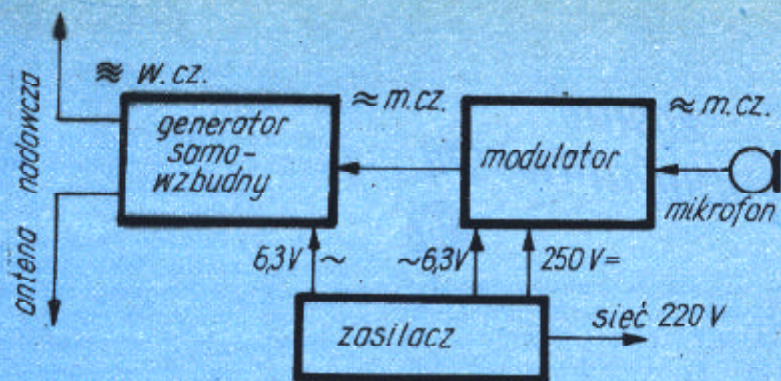 ≋ w.cz.
antena nadawcza
generator
samo-
wzbudny
≈ m.cz.
modulator
≈ m.cz.
mikrofon
6,3V ~
~6,3V
250V=
zasilacz
sieć 220V